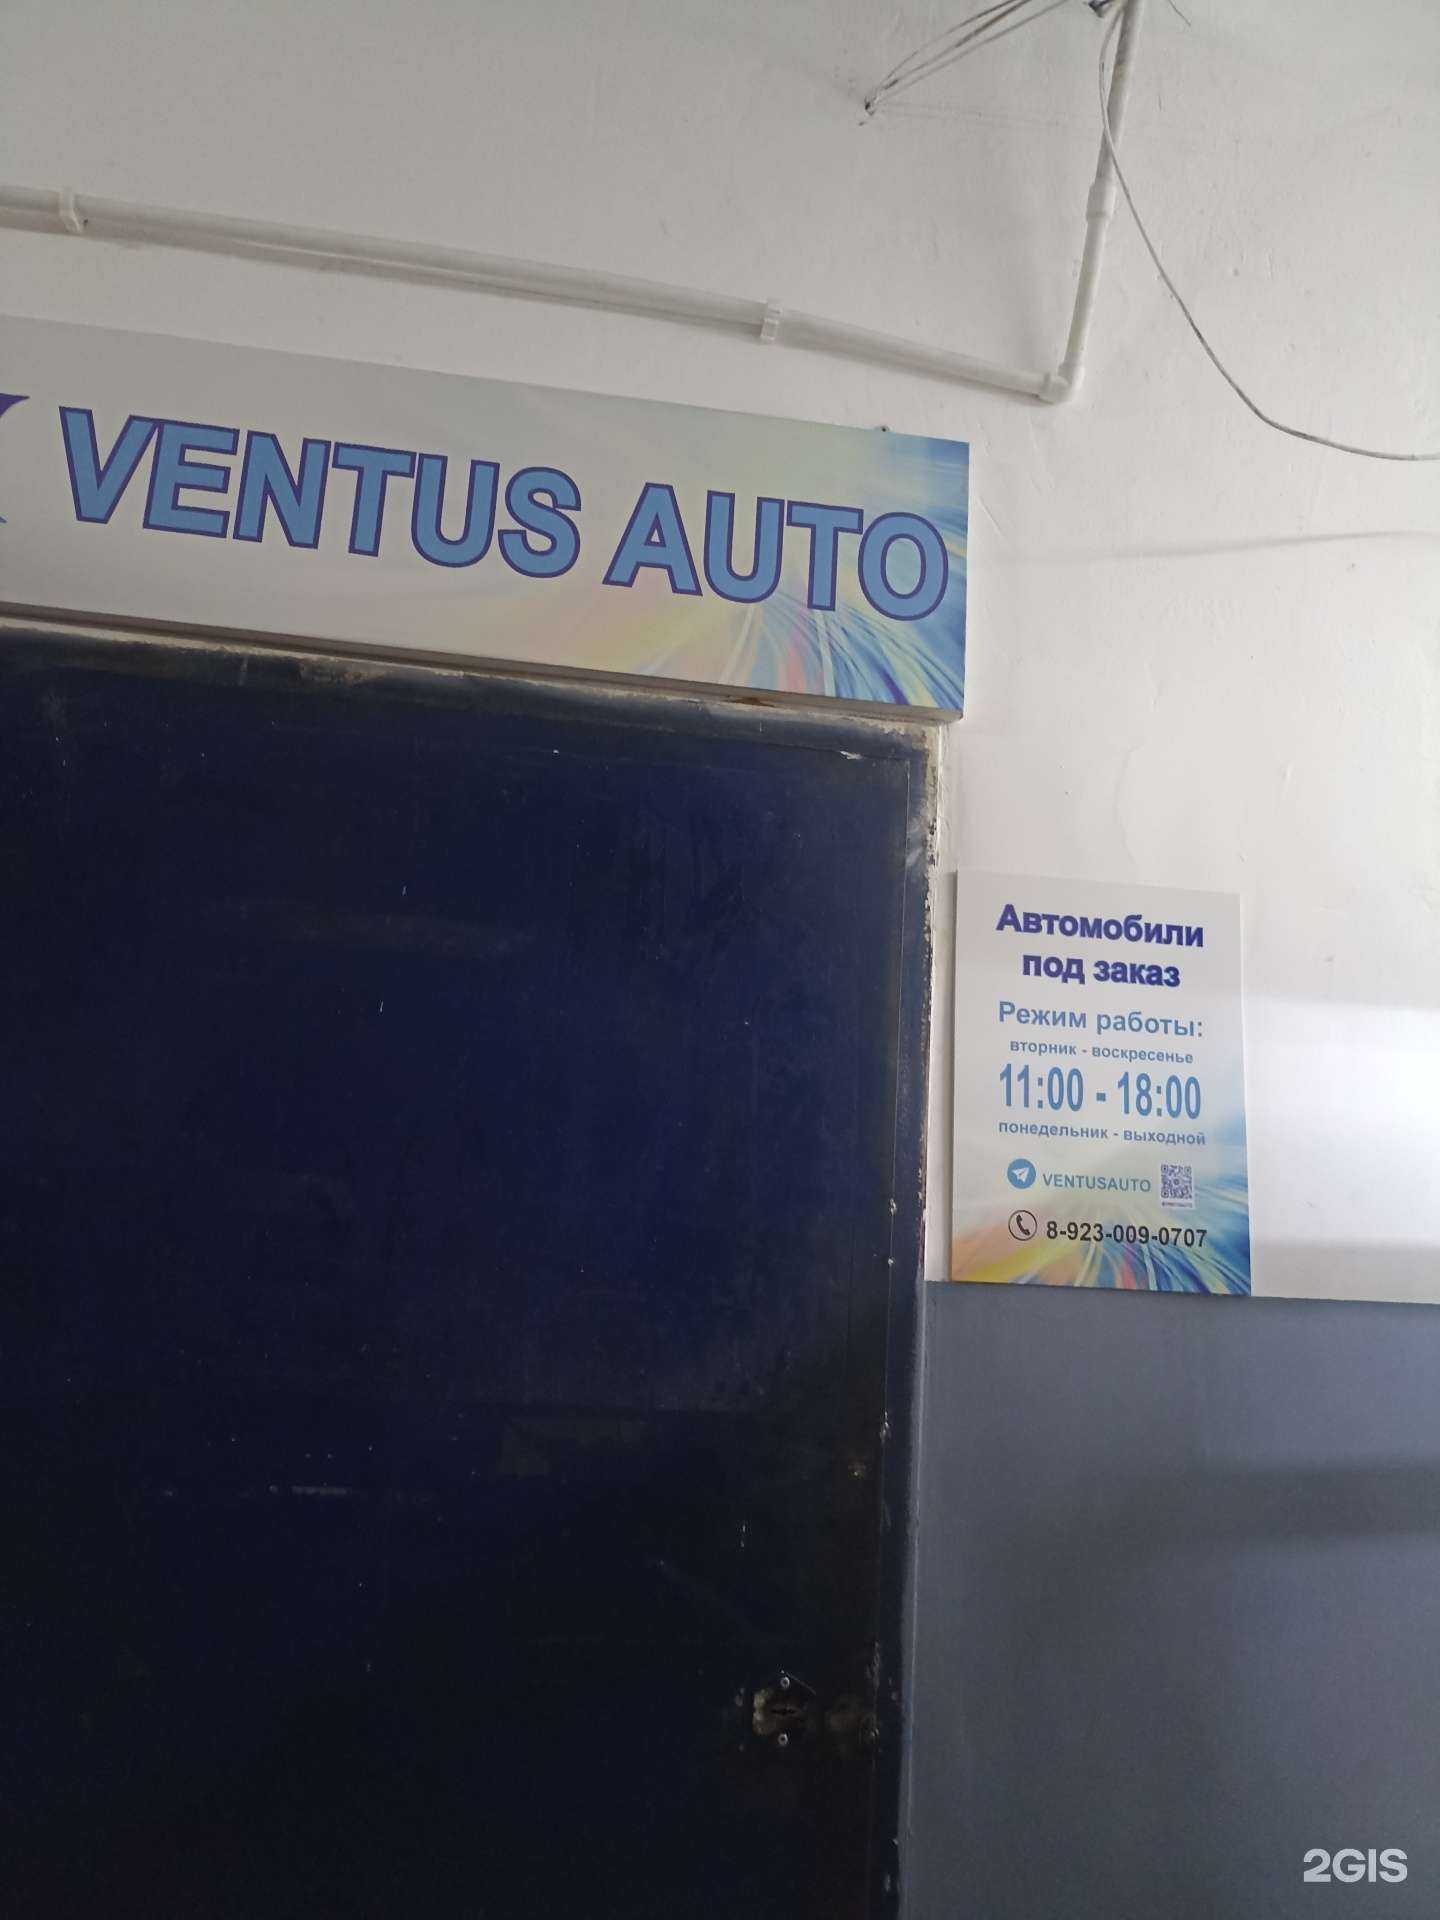 VENTUS AUTO
Автомобили
под заказ
Режим работы:
вторник - воскресенье
11:00 - 18:00
понедельник - выходной
VENTUSAUTO
8-923-009-0707
2GIS